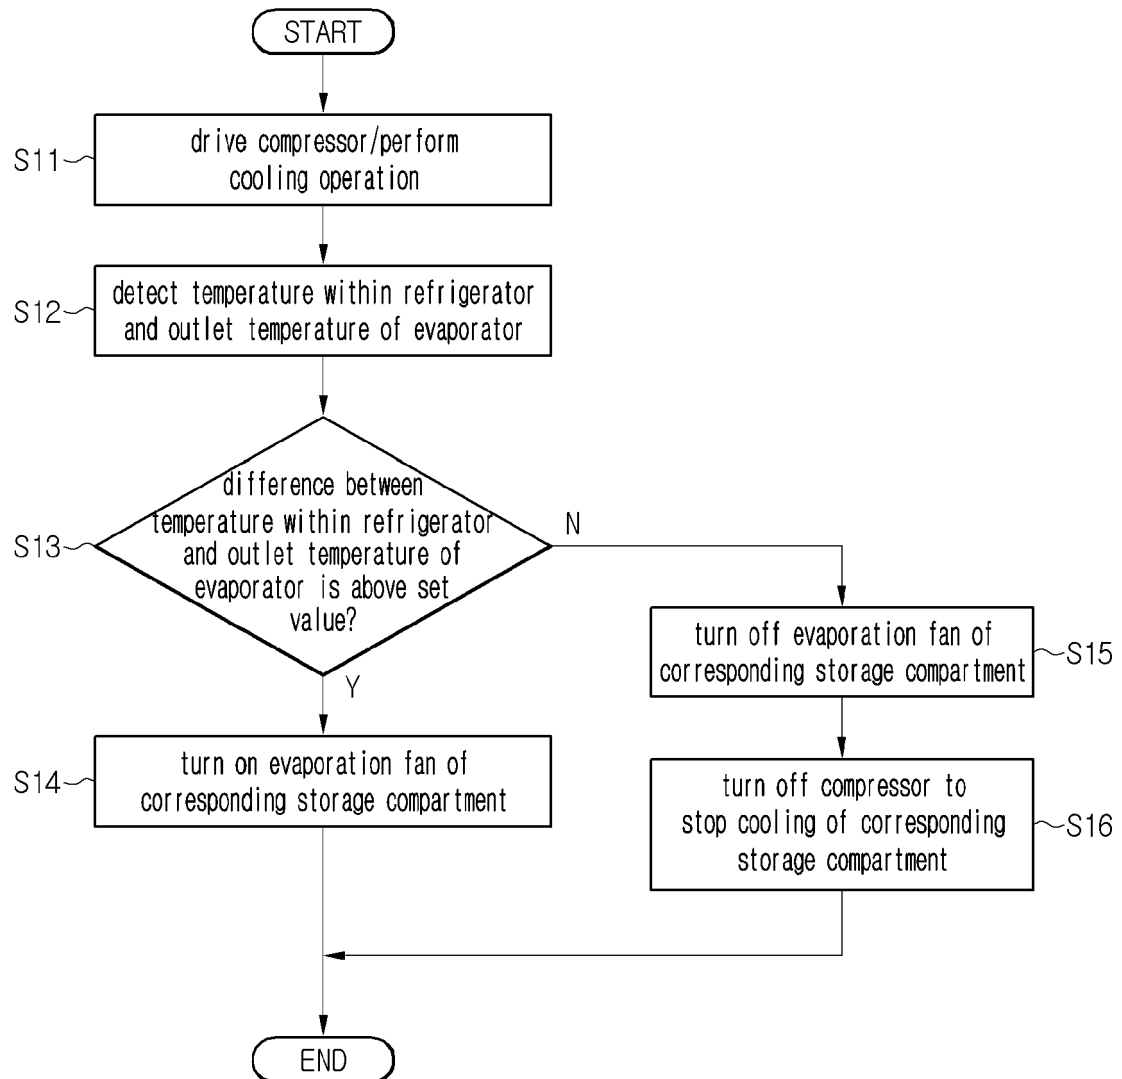 START
S11
drive compressor/perform
cooling operation
S12
detect temperature within refrigerator
and outlet temperature of evaporator
S13
difference between
temperature within refrigerator
and outlet temperature of
evaporator is above set
value?
N
Y
S14
turn on evaporation fan of
corresponding storage compartment
turn off evaporation fan of
corresponding storage compartment
S15
turn off compressor to
stop cooling of corresponding
storage compartment
S16
END